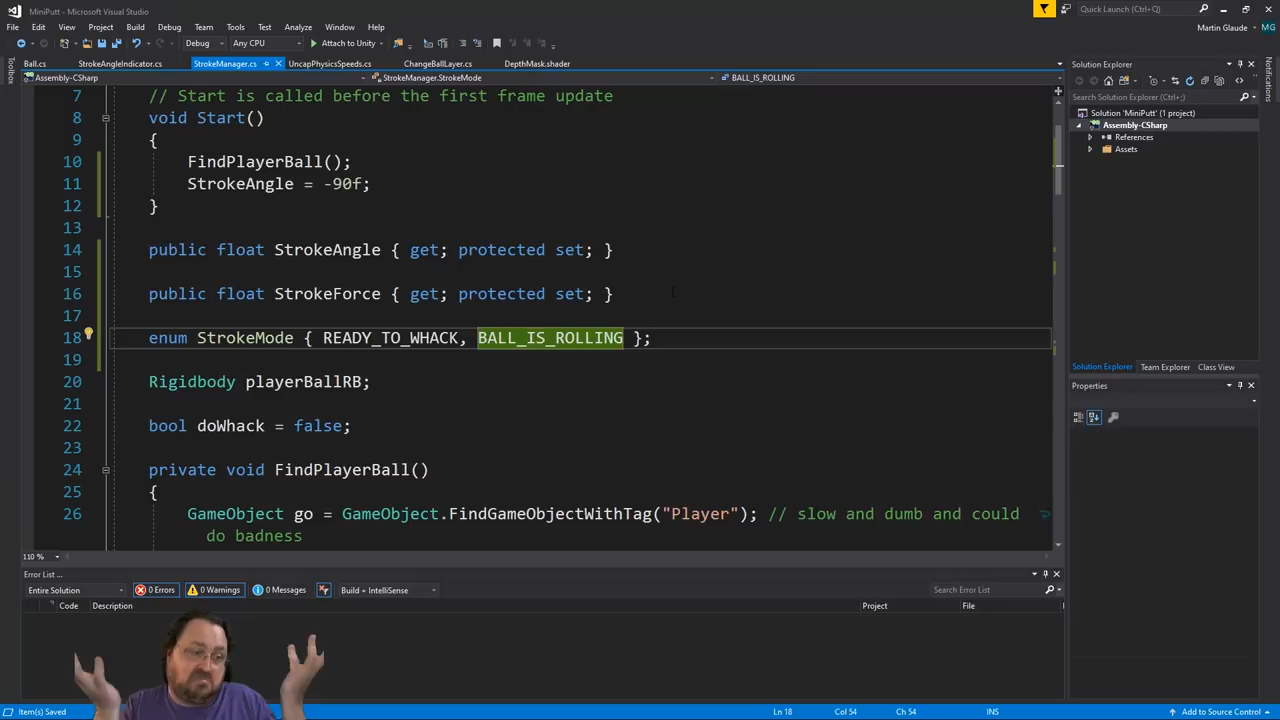 MiniPutt - Microsoft Visual Studio
Quick Launch (Ctrl+Q)
File Edit View Project Build Debug Team Tools Test Analyze Window Help
Martin Glaude MG
Debug Any CPU Attach to Unity
Ball.cs StrokeAngleIndicator.cs StrokeManager.cs UncapPhysicsSpeeds.cs ChangeBallLayer.cs DepthMask.shader
Assembly-CSharp StrokeManager.StrokeMode BALL_IS_ROLLING
Toolbox
7 // Start is called before the first frame update
8 void Start()
9 {
10 FindPlayerBall();
11 StrokeAngle = -90f;
12 }
13
14 public float StrokeAngle { get; protected set; }
15
16 public float StrokeForce { get; protected set; }
17
18 enum StrokeMode { READY_TO_WHACK, BALL_IS_ROLLING };
19
20 Rigidbody playerBallRB;
21
22 bool doWhack = false;
23
24 private void FindPlayerBall()
25 {
26 GameObject go = GameObject.FindGameObjectWithTag("Player"); // slow and dumb and could
do badness
110 %
Solution Explorer
Search Solution Explorer (Ctrl+;)
Solution 'MiniPutt' (1 project)
Assembly-CSharp
References
Assets
Solution Explorer Team Explorer Class View
Properties
Notifications
Error List ...
Entire Solution 0 Errors 0 Warnings 0 Messages Build + IntelliSense Search Error List
Code Description Project File
Item(s) Saved Ln 18 Col 54 Ch 54 INS Add to Source Control